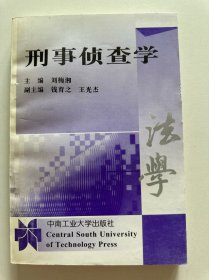 刑事侦查学
主编 刘梅湘
副主编 钱育之 王光杰
法學
中南工业大学出版社
Central South University
of Technology Press